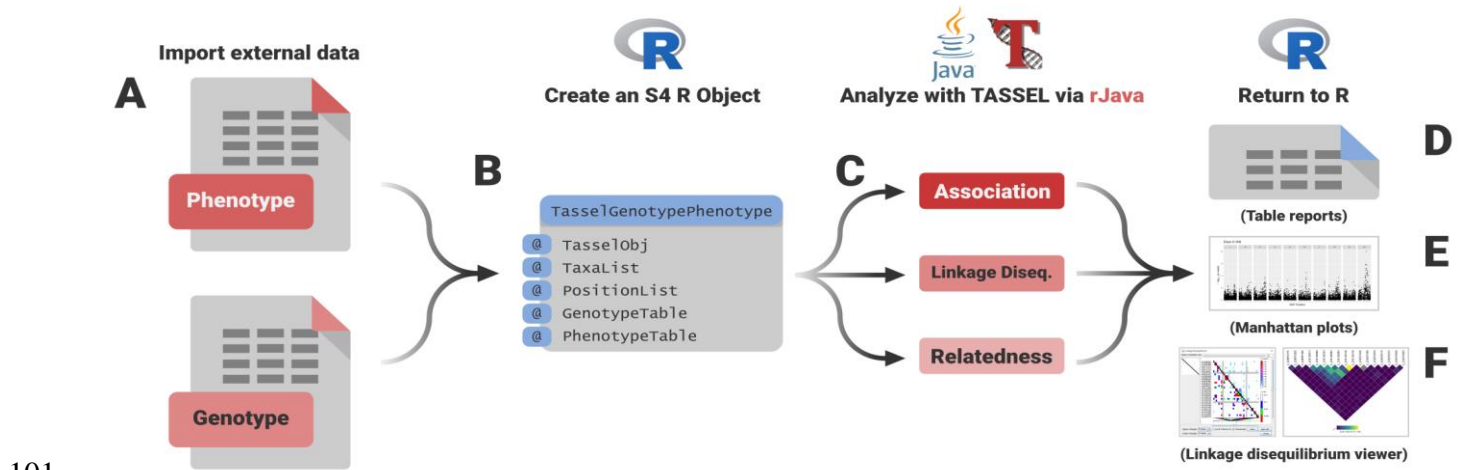 Import external data
A
Phenotype
Genotype
R
Create an S4 R Object
B
TasselGenotypePhenotype
@ TasselObj
@ TaxaList
@ PositionList
@ GenotypeTable
@ PhenotypeTable
Java
T
Analyze with TASSEL via rJava
C
Association
Linkage Diseq.
Relatedness
R
Return to R
D
(Table reports)
E
(Manhattan plots)
F
(Linkage disequilibrium viewer)